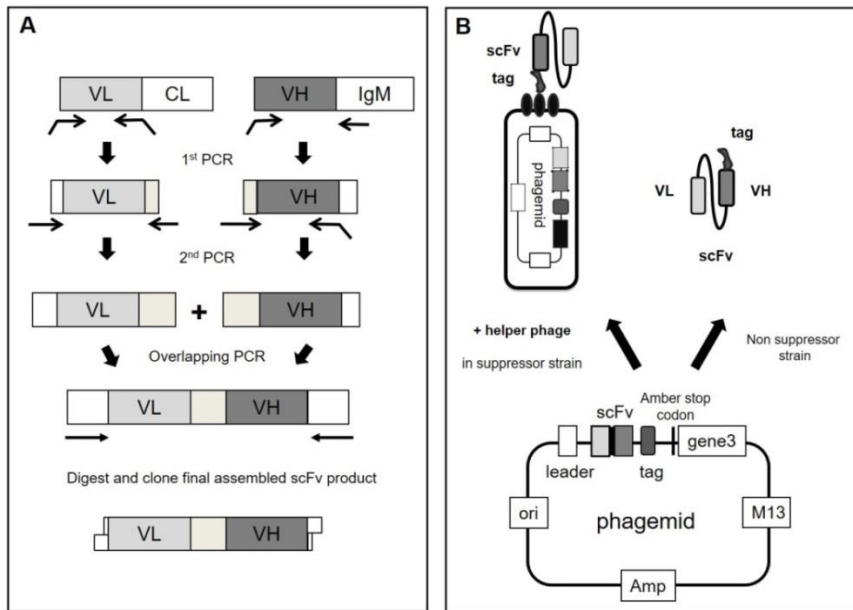 A
VL CL VH IgM
1st PCR
VL VH
2nd PCR
VL + VH
Overlapping PCR
VL VH
Digest and clone final assembled scFv product
VL VH
B
scFv
tag
phagemid
tag
VL VH
scFv
+ helper phage
in suppressor strain
Non suppressor
strain
Amber stop
codon
scFv
gene3
leader
tag
ori
phagemid
M13
Amp